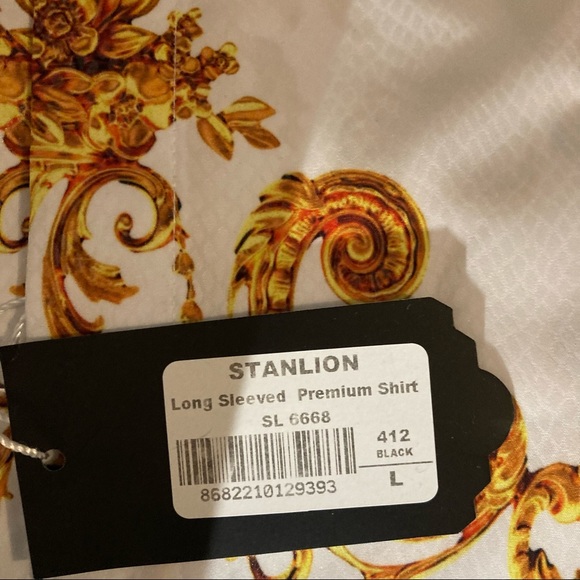 STANLION
Long Sleeved Premium Shirt
SL 6668
412
BLACK
L
8682210129393